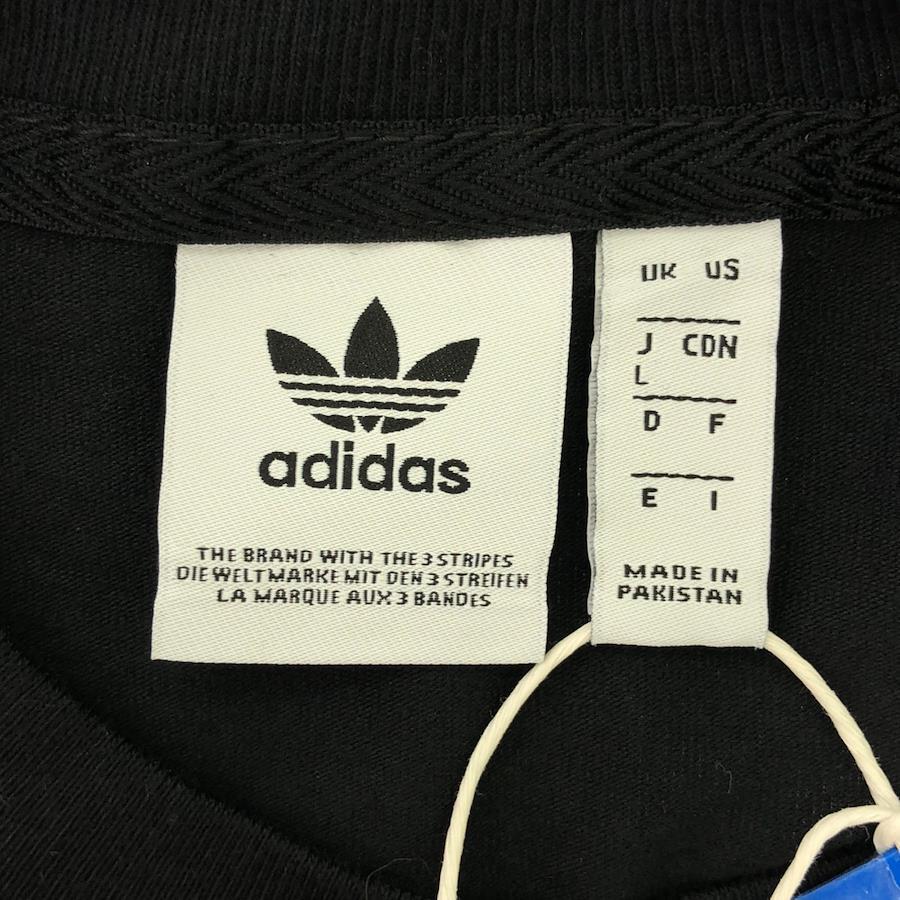 adidas
THE BRAND WITH THE 3 STRIPES
DIE WELTMARKE MIT DEN 3 STREIFEN
LA MARQUE AUX 3 BANDES
UK US
J CDN
L
D F
E I
MADE IN
PAKISTAN